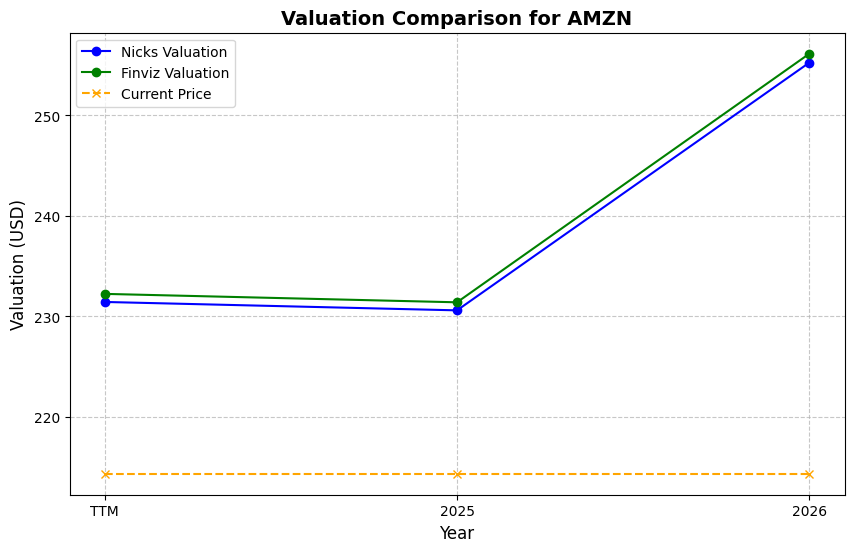 Valuation Comparison for AMZN
Nicks Valuation
Finviz Valuation
Current Price
Valuation (USD)
250
240
230
220
TTM
2025
2026
Year